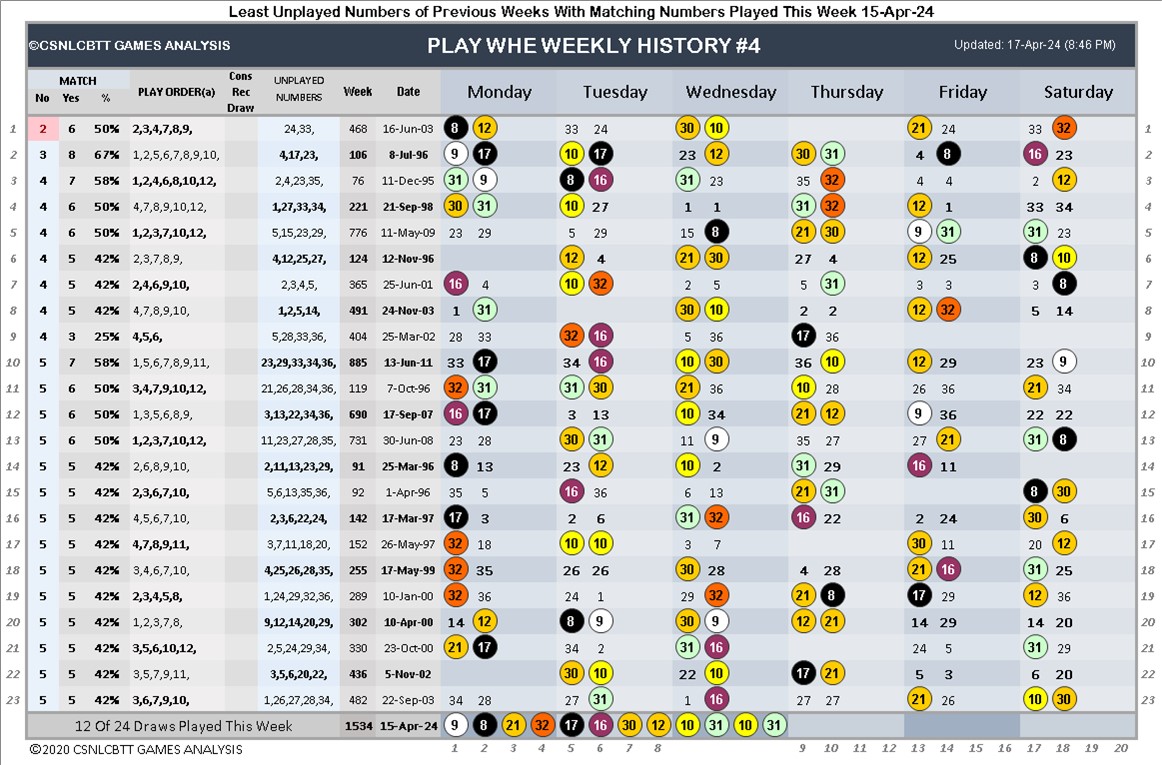 Least Unplayed Numbers of Previous Weeks With Matching Numbers Played This Week 15-Apr-24
©CSNLCBTT GAMES ANALYSIS PLAY WHE WEEKLY HISTORY #4 Updated: 17-Apr-24 (8:46 PM)
MATCH No Yes % PLAY ORDER(a) Cons Rec Draw UNPLAYED NUMBERS Week Date Monday Tuesday Wednesday Thursday Friday Saturday
1 2 6 50% 2,3,4,7,8,9, 24,33, 468 16-Jun-03 8 12 33 24 30 10 21 24 33 32 1
2 3 8 67% 1,2,5,6,7,8,9,10, 4,17,23, 106 8-Jul-96 9 17 10 17 23 12 30 31 4 8 16 23 2
3 4 7 58% 1,2,4,6,8,10,12, 2,4,23,35, 76 11-Dec-95 31 9 8 16 31 23 35 32 4 4 2 12 3
4 4 6 50% 4,7,8,9,10,12, 1,27,33,34, 221 21-Sep-98 30 31 10 27 1 1 31 32 12 1 33 34 4
5 4 6 50% 1,2,3,7,10,12, 5,15,23,29, 776 11-May-09 23 29 5 29 15 8 21 30 9 31 31 23 5
6 4 5 42% 2,3,7,8,9, 4,12,25,27, 124 12-Nov-96 12 4 21 30 27 4 12 25 8 10 6
7 4 5 42% 2,4,6,9,10, 2,3,4,5, 365 25-Jun-01 16 4 10 32 2 5 5 31 3 3 3 8 7
8 4 5 42% 4,7,8,9,10, 1,2,5,14, 491 24-Nov-03 1 31 30 10 2 2 12 32 5 14 8
9 4 3 25% 4,5,6, 5,28,33,36, 404 25-Mar-02 28 33 32 16 5 36 17 36 9
10 5 7 58% 1,5,6,7,8,9,11, 23,29,33,34,36, 885 13-Jun-11 33 17 34 16 10 30 36 10 12 29 23 9 10
11 5 6 50% 3,4,7,9,10,12, 21,26,28,34,36, 119 7-Oct-96 32 31 31 30 21 36 10 28 26 36 21 34 11
12 5 6 50% 1,3,5,6,8,9, 3,13,22,34,36, 690 17-Sep-07 16 17 3 13 10 34 21 12 9 36 22 22 12
13 5 6 50% 1,2,3,7,10,12, 11,23,27,28,35, 731 30-Jun-08 23 28 30 31 11 9 35 27 27 21 31 8 13
14 5 5 42% 2,6,8,9,10, 2,11,13,23,29, 91 25-Mar-96 8 13 23 12 10 2 31 29 16 11 14
15 5 5 42% 2,3,6,7,10, 5,6,13,35,36, 92 1-Apr-96 35 5 16 36 6 13 21 31 8 30 15
16 5 5 42% 4,5,6,7,10, 2,3,6,22,24, 142 17-Mar-97 17 3 2 6 31 32 16 22 2 24 30 6 16
17 5 5 42% 4,7,8,9,11, 3,7,11,18,20, 152 26-May-97 32 18 10 10 3 7 30 11 20 12 17
18 5 5 42% 3,4,6,7,10, 4,25,26,28,35, 255 17-May-99 32 35 26 26 30 28 4 28 21 16 31 25 18
19 5 5 42% 2,3,4,5,8, 1,24,29,32,36, 289 10-Jan-00 32 36 24 1 29 32 21 8 17 29 12 36 19
20 5 5 42% 1,2,3,7,8, 9,12,14,20,29, 302 10-Apr-00 14 12 8 9 30 9 12 21 14 29 14 20 20
21 5 5 42% 3,5,6,10,12, 2,5,24,29,34, 330 23-Oct-00 21 17 34 2 31 16 24 5 31 29 21
22 5 5 42% 3,5,7,9,11, 3,5,6,20,22, 436 5-Nov-02 30 10 22 10 17 21 5 3 6 20 22
23 5 5 42% 3,6,7,9,10, 1,26,27,28,34, 482 22-Sep-03 34 28 27 31 1 16 27 27 21 26 10 30 23
12 Of 24 Draws Played This Week 1534 15-Apr-24 9 8 21 32 17 16 30 12 10 31 10 31
©2020 CSNLCBTT GAMES ANALYSIS 1 2 3 4 5 6 7 8 9 10 11 12 13 14 15 16 17 18 19 20